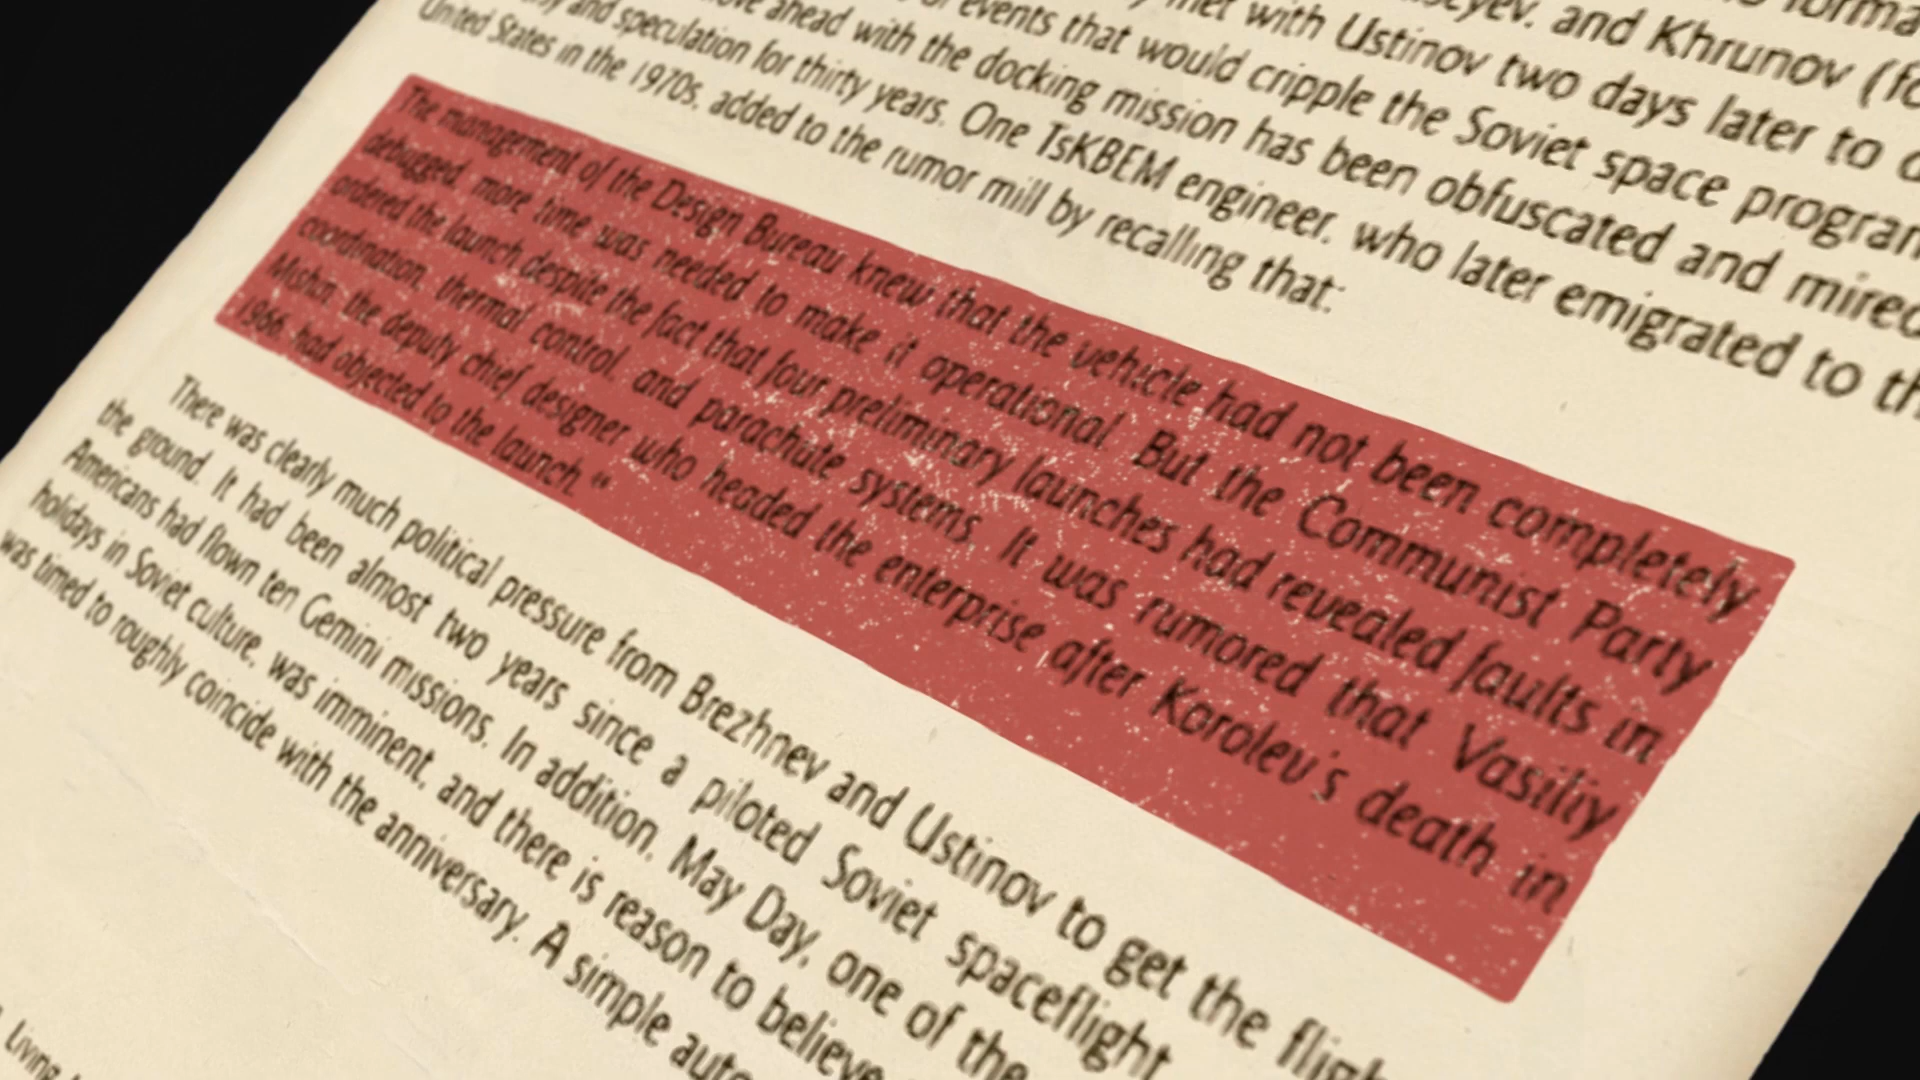 forma
and Khrunov (fo
met with Ustinov two days later to d
of events that would cripple the Soviet space program
ove ahead with the docking mission has been obfuscated and mired
and speculation for thirty years. One TsKBEM engineer, who later emigrated to th
United States in the 1970s, added to the rumor mill by recalling that:
The management of the Design Bureau knew that the vehicle had not been completely
debugged, more time was needed to make it operational. But the Communist Party
ordered the launch despite the fact that four preliminary launches had revealed faults in
coordination, thermal control, and parachute systems. It was rumored that Vasiliy
Mishin, the deputy chief designer who headed the enterprise after Korolev's death in
1966, had objected to the launch."
There was clearly much political pressure from Brezhnev and Ustinov to get the fligh
the ground. It had been almost two years since a piloted Soviet spaceflight
Americans had flown ten Gemini missions. In addition, May Day, one of the
holidays in Soviet culture, was imminent, and there is reason to believe
was timed to roughly coincide with the anniversary. A simple auto
Living